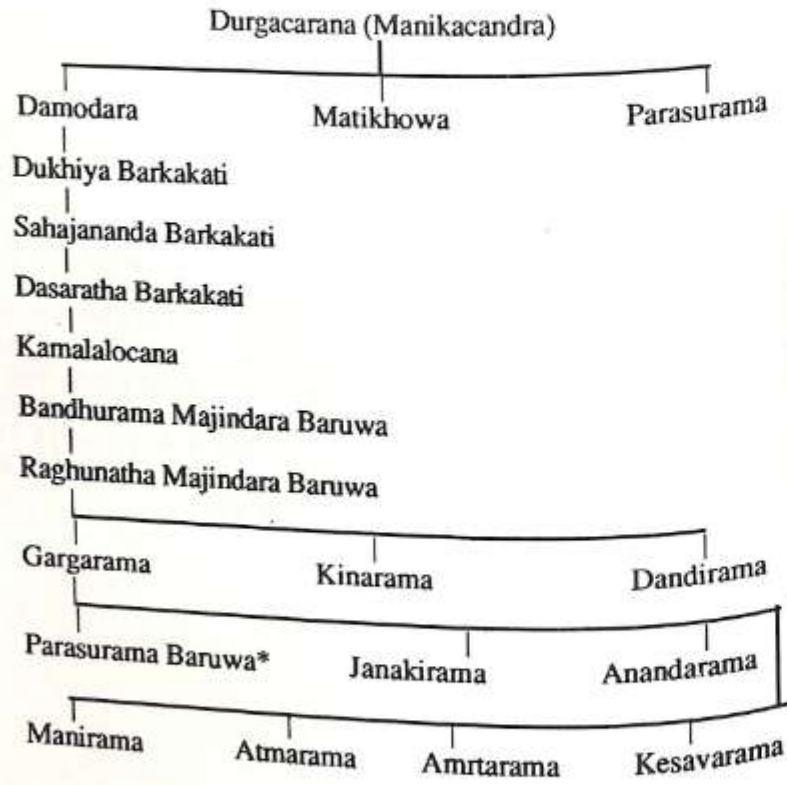 Durgacarana (Manikacandra)
Damodara Matikhowa Parasurama
Dukhiya Barkakati
Sahajananda Barkakati
Dasaratha Barkakati
Kamalalocana
Bandhurama Majindara Baruwa
Raghunatha Majindara Baruwa
Gargarama Kinarama Dandirama
Parasurama Baruwa* Janakirama Anandarama
Manirama Atmarama Amrtarama Kesavarama